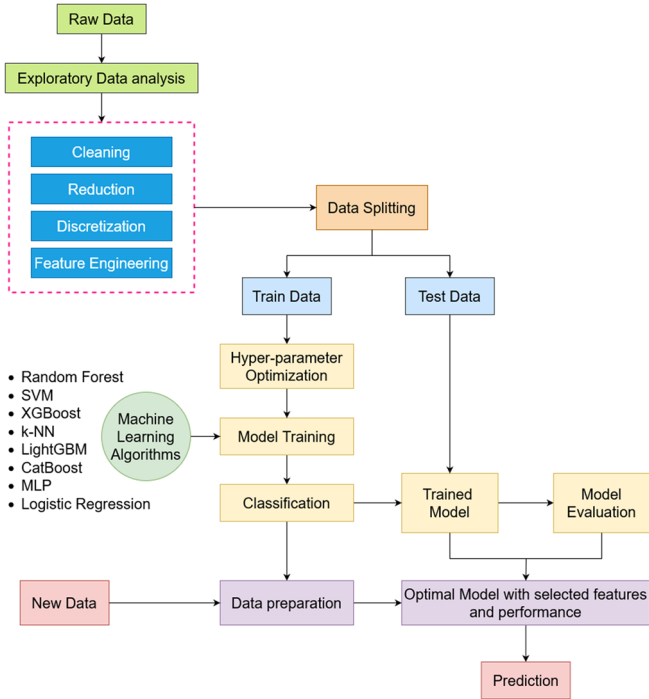 Raw Data
Exploratory Data analysis
Cleaning
Reduction
Discretization
Feature Engineering
Data Splitting
Train Data
Test Data
Hyper-parameter
Optimization
• Random Forest
• SVM
• XGBoost
• k-NN
• LightGBM
• CatBoost
• MLP
• Logistic Regression
Machine
Learning
Algorithms
Model Training
Classification
Trained
Model
Model
Evaluation
New Data
Data preparation
Optimal Model with selected features
and performance
Prediction